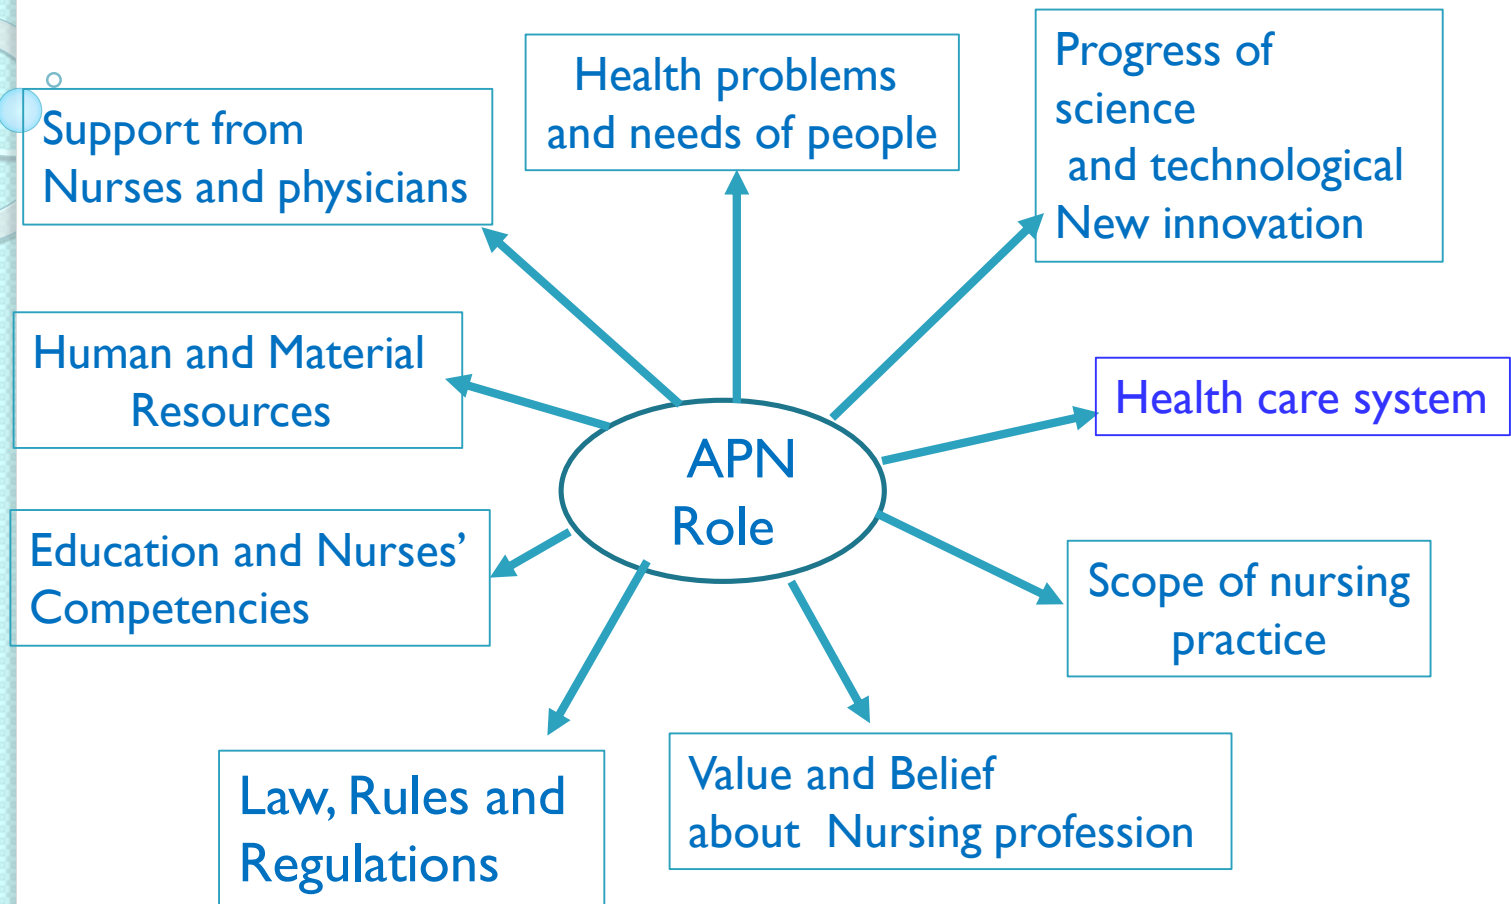 Support from
Nurses and physicians
Health problems
and needs of people
Progress of
science
and technological
New innovation
Human and Material
Resources
Health care system
APN
Role
Education and Nurses’
Competencies
Scope of nursing
practice
Law, Rules and
Regulations
Value and Belief
about Nursing profession